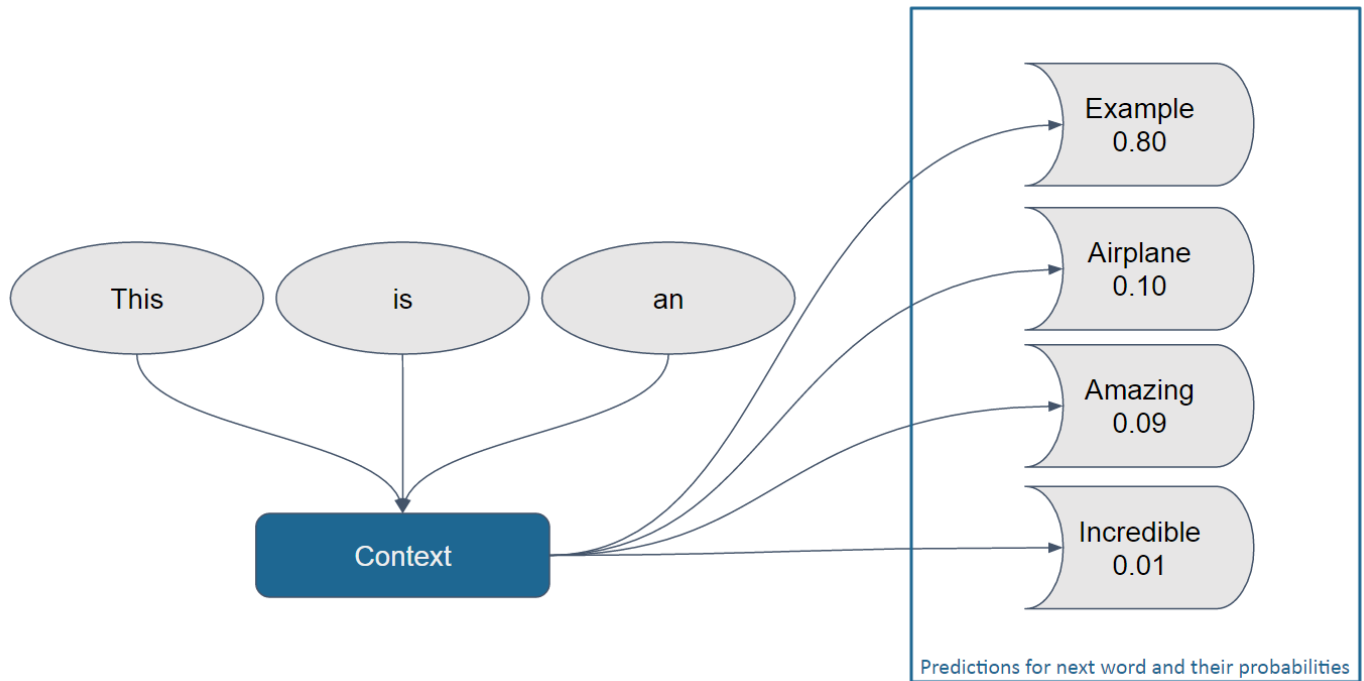 This
is
an
Context
Example
0.80
Airplane
0.10
Amazing
0.09
Incredible
0.01
Predictions for next word and their probabilities